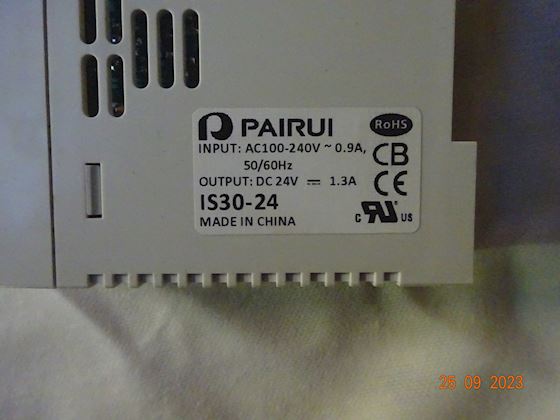 PAIRUI
RoHS
INPUT: AC100-240V ~ 0.9A,
50/60Hz
CB
OUTPUT: DC 24V ⎓ 1.3A
CE
IS30-24
C RU US
MADE IN CHINA
25 09 2023